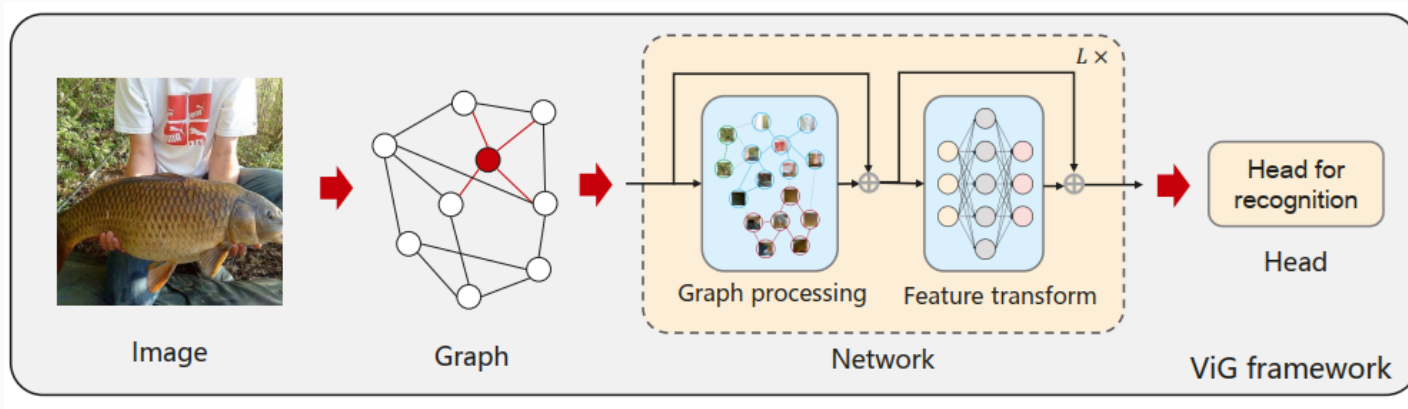 L ×
Graph processing
Feature transform
Head for
recognition
Image
Graph
Network
Head
ViG framework